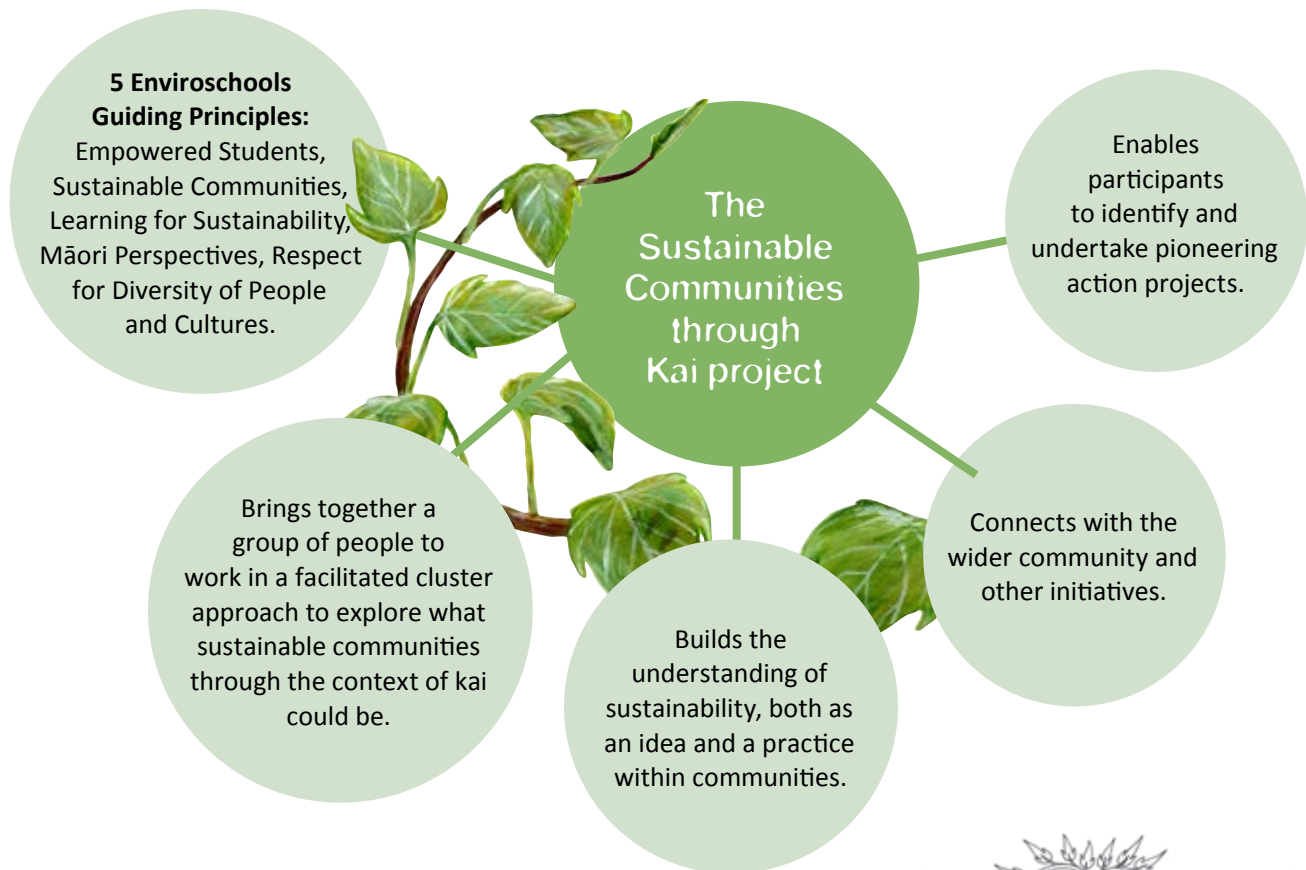 5 Enviroschools
Guiding Principles:
Empowered Students,
Sustainable Communities,
Learning for Sustainability,
Māori Perspectives, Respect
for Diversity of People
and Cultures.
The
Sustainable
Communities
through
Kai project
Enables
participants
to identify and
undertake pioneering
action projects.
Brings together a
group of people to
work in a facilitated cluster
approach to explore what
sustainable communities
through the context of kai
could be.
Builds the
understanding of
sustainability, both as
an idea and a practice
within communities.
Connects with the
wider community and
other initiatives.